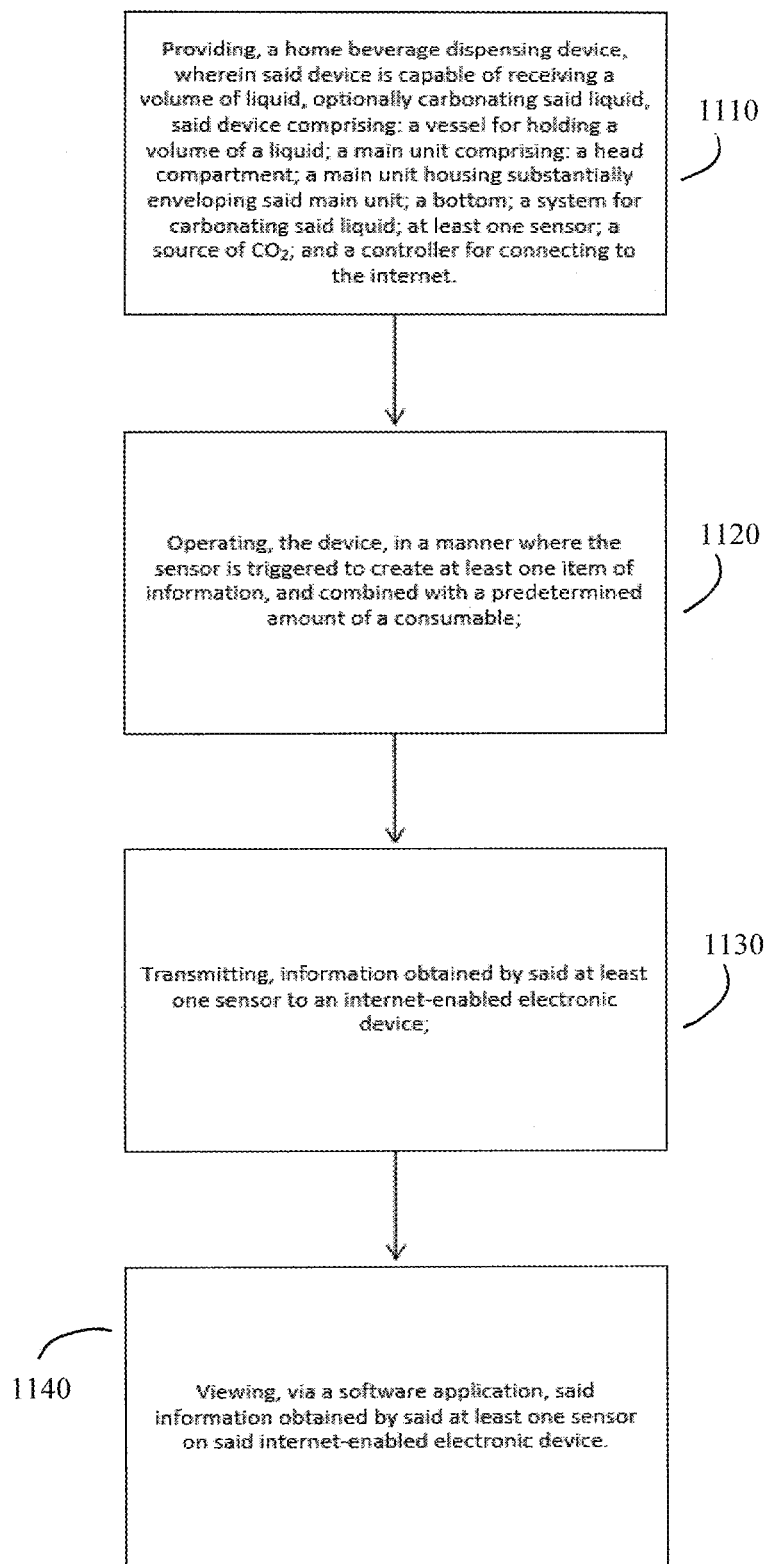 Providing, a home beverage dispensing device,
wherein said device is capable of receiving a
volume of liquid, optionally carbonating said liquid,
said device comprising: a vessel for holding a
volume of a liquid; a main unit comprising: a head
compartment; a main unit housing substantially
enveloping said main unit; a bottom; a system for
carbonating said liquid; at least one sensor; a
source of CO₂; and a controller for connecting to
the internet.
1110
Operating, the device, in a manner where the
sensor is triggered to create at least one item of
information, and combined with a predetermined
amount of a consumable;
1120
Transmitting, information obtained by said at least
one sensor to an internet-enabled electronic
device;
1130
Viewing, via a software application, said
information obtained by said at least one sensor
on said internet-enabled electronic device.
1140